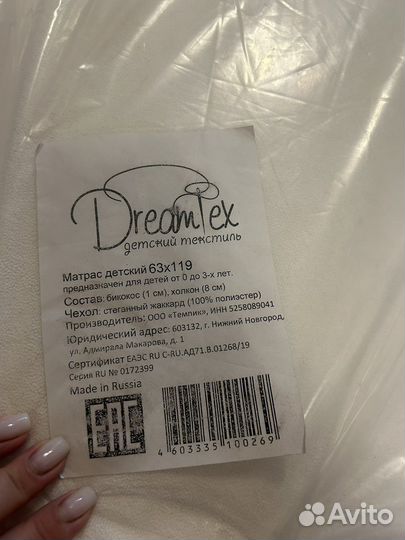 DreamTex
детский текстиль
Матрас детский 63х119
предназначен для детей от 0 до 3-х лет.
Состав: бикокос (1 см), холкон (8 см)
Чехол: стеганный жаккард (100% полиэстер)
Производитель: ООО «Темпик», ИНН 5258089041
Юридический адрес: 603132, г. Нижний Новгород,
ул. Адмирала Макарова, д. 1
Сертификат ЕАЭС RU С-RU.АД71.В.01268/19
Серия RU № 0172399
Made in Russia
EAC
4 603335 100269
Avito